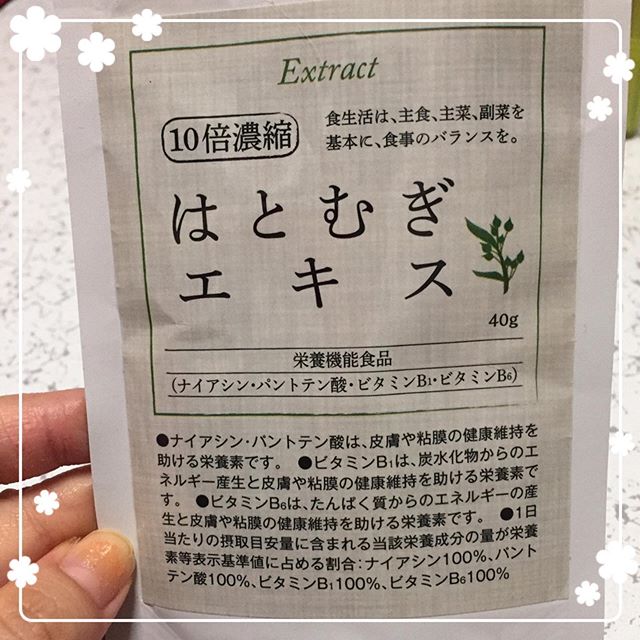 Extract
10倍濃縮
食生活は、主食、主菜、副菜を
基本に、食事のバランスを。
はとむぎ
エキス
40g
栄養機能食品
(ナイアシン・パントテン酸・ビタミンB1・ビタミンB6)
●ナイアシン・パントテン酸は、皮膚や粘膜の健康維持を
助ける栄養素です。 ●ビタミンB1は、炭水化物からのエ
ネルギー産生と皮膚や粘膜の健康維持を助ける栄養素で
す。 ●ビタミンB6は、たんぱく質からのエネルギーの産
生と皮膚や粘膜の健康維持を助ける栄養素です。 ●1日
当たりの摂取目安量に含まれる当該栄養成分の量が栄養
素等表示基準値に占める割合:ナイアシン100%、パント
テン酸100%、ビタミンB1100%、ビタミンB6100%